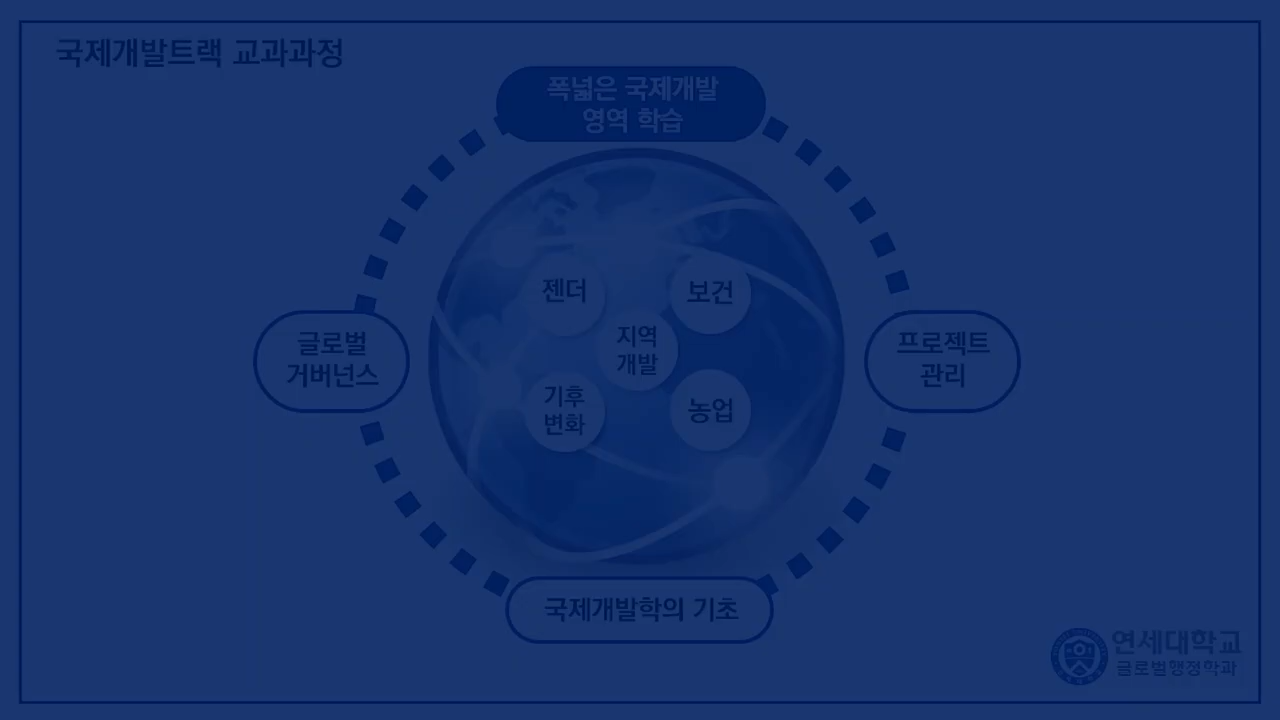 국제개발트랙 교과과정
폭넓은 국제개발
영역 학습
젠더
보건
지역
개발
글로벌
거버넌스
프로젝트
관리
기후
변화
농업
국제개발학의 기초
연세대학교
글로벌행정학과